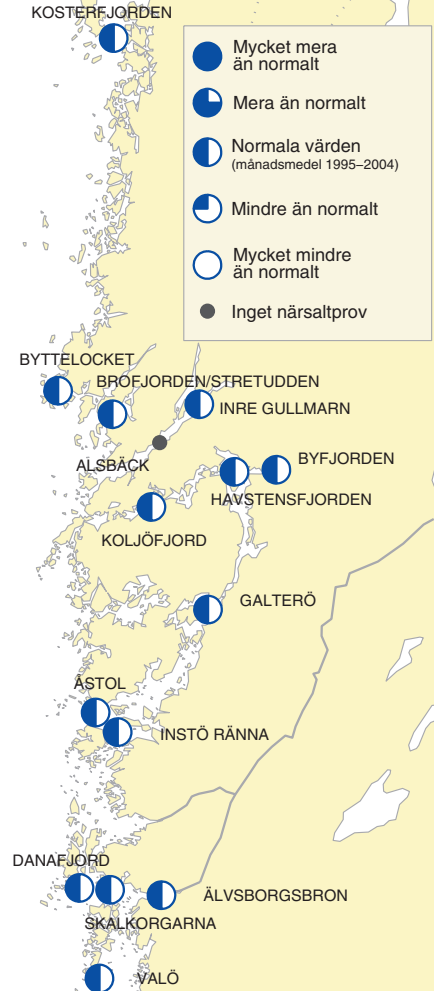 KOSTERFJORDEN
Mycket mera
än normalt
Mera än normalt
Normala värden
(månadsmedel 1995–2004)
Mindre än normalt
Mycket mindre
än normalt
Inget närsaltprov
BYTTELOCKET
BROFJORDEN/STRETUDDEN
INRE GULLMARN
ALSBÄCK
BYFJORDEN
HAVSTENSFJORDEN
KOLJÖFJORD
GALTERÖ
ÅSTOL
INSTÖ RÄNNA
DANAFJORD
ÄLVSBORGSBRON
SKALKORGARNA
VALÖ